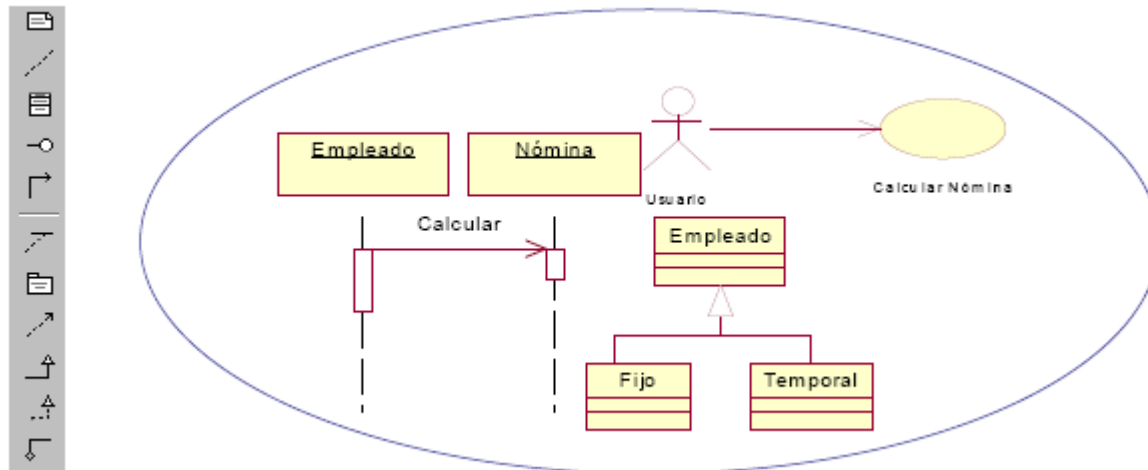 Empleado
Nómina
Usuario
Calcular Nómina
Calcular
Empleado
Fijo
Temporal